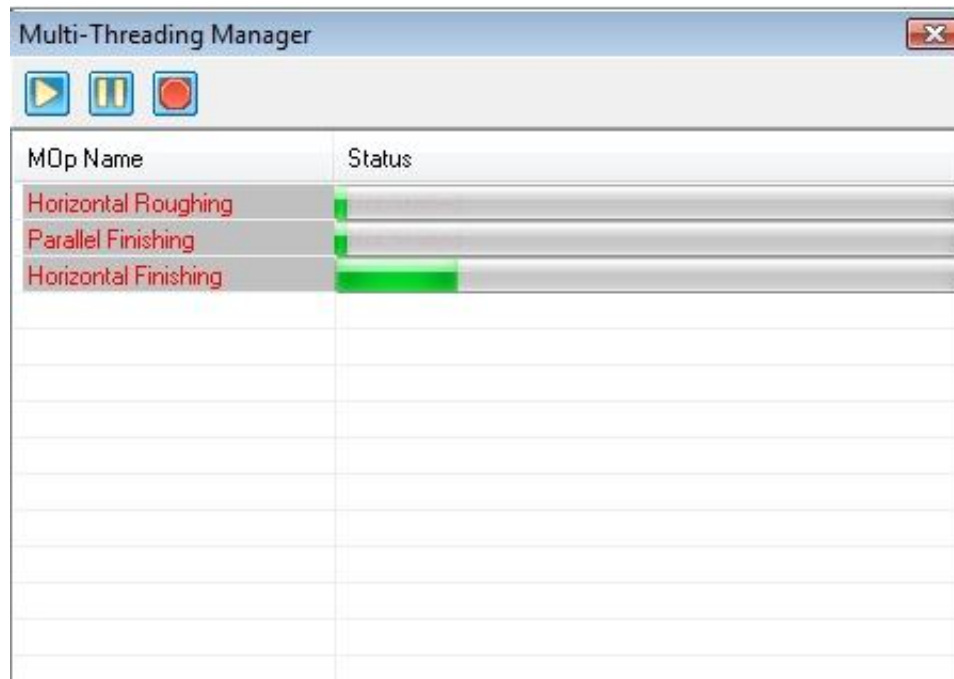 Multi-Threading Manager
MOp Name Status
Horizontal Roughing
Parallel Finishing
Horizontal Finishing